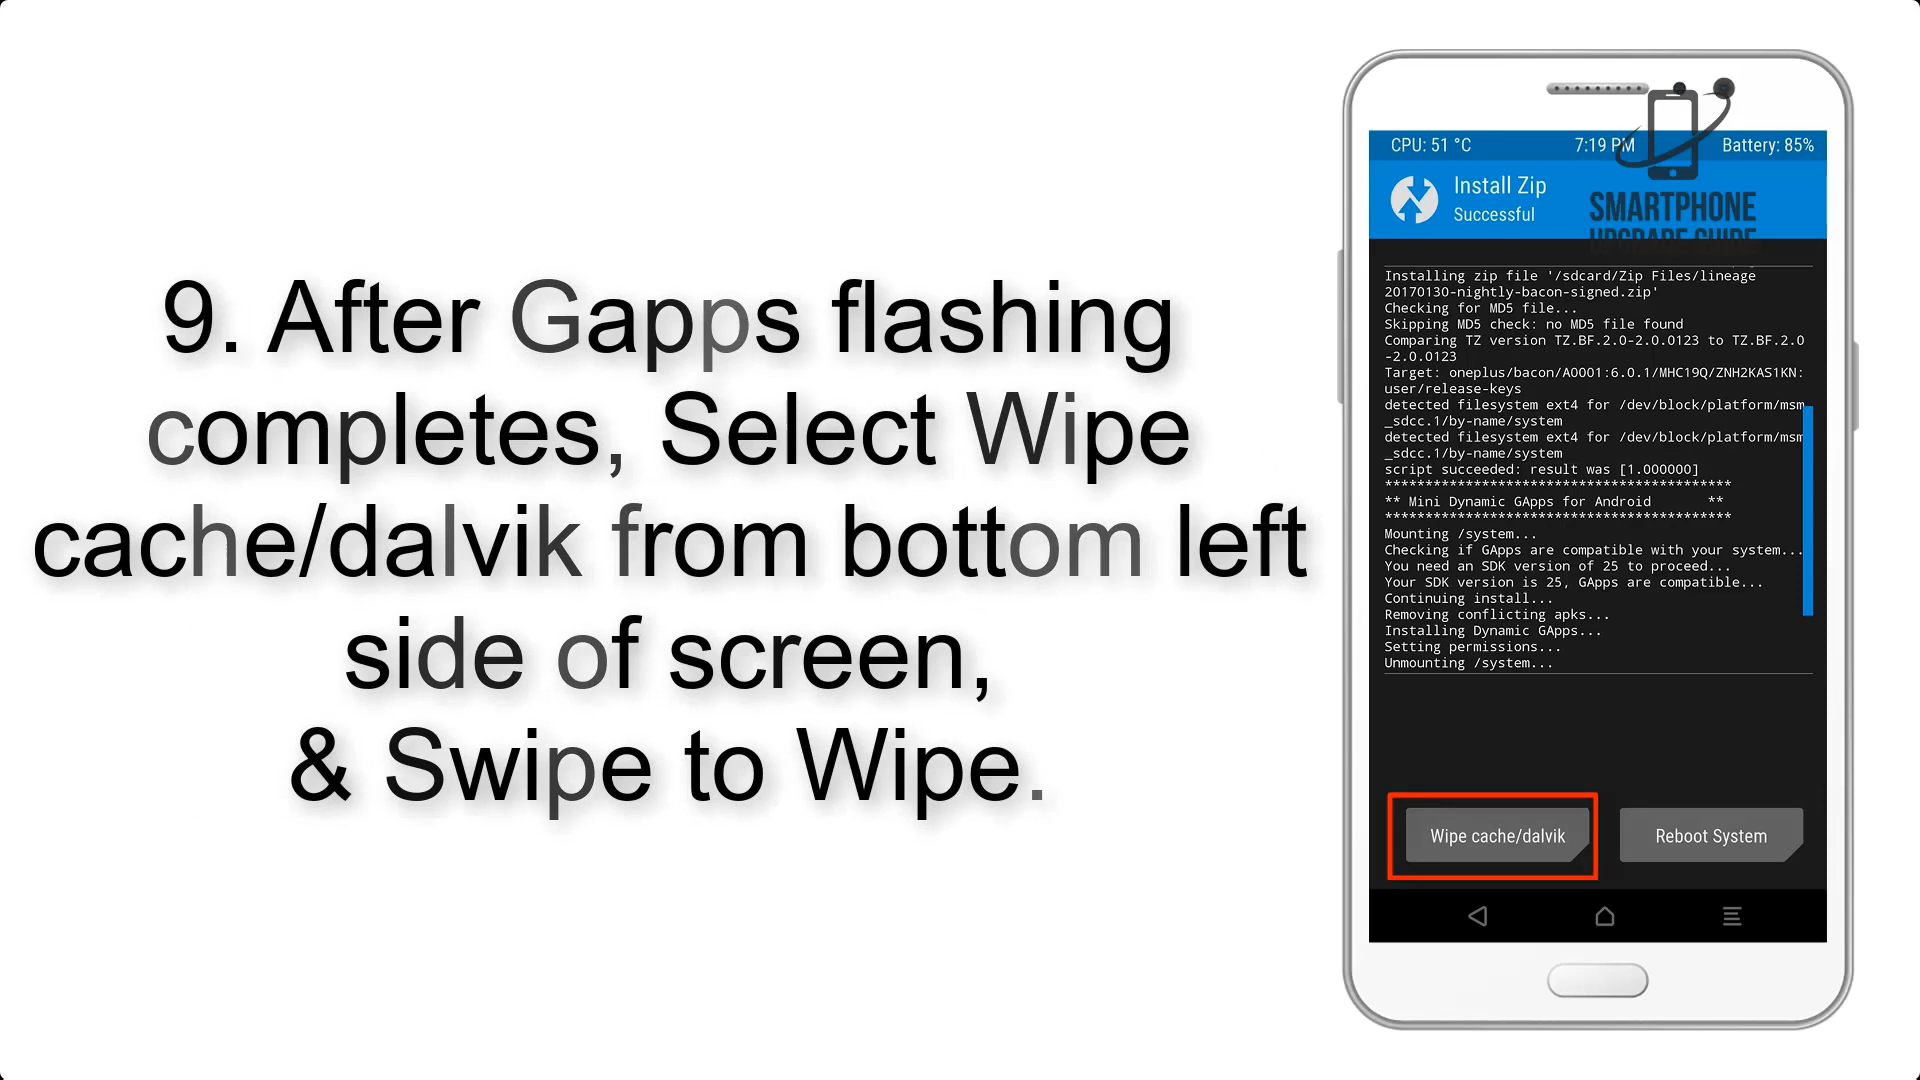 9. After Gapps flashing
completes, Select Wipe
cache/dalvik from bottom left
side of screen,
& Swipe to Wipe.
CPU: 51 °C 7:19 PM Battery: 85%
Install Zip
Successful
SMARTPHONE
UPGRADE GUIDE
Installing zip file '/sdcard/Zip Files/lineage
20170130-nightly-bacon-signed.zip'
Checking for MD5 file...
Skipping MD5 check: no MD5 file found
Comparing TZ version TZ.BF.2.0-2.0.0123 to TZ.BF.2.0
-2.0.0123
Target: oneplus/bacon/A0001:6.0.1/MHC19Q/ZNH2KAS1KN:
user/release-keys
detected filesystem ext4 for /dev/block/platform/msm
_sdcc.1/by-name/system
detected filesystem ext4 for /dev/block/platform/msm
_sdcc.1/by-name/system
script succeeded: result was [1.000000]
*******************************************
** Mini Dynamic GApps for Android **
*******************************************
Mounting /system...
Checking if GApps are compatible with your system...
You need an SDK version of 25 to proceed...
Your SDK version is 25, GApps are compatible...
Continuing install...
Removing conflicting apks...
Installing Dynamic GApps...
Setting permissions...
Unmounting /system...
Wipe cache/dalvik Reboot System